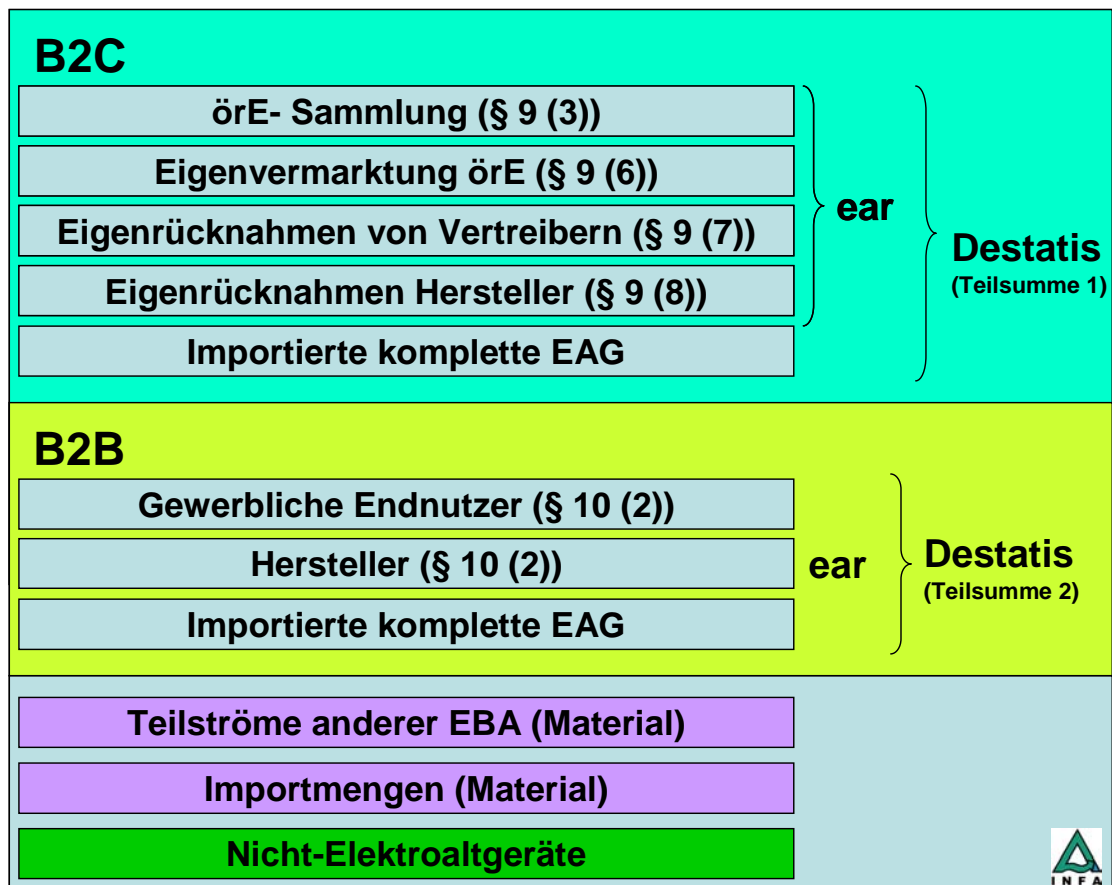 B2C
örE- Sammlung (§ 9 (3))
Eigenvermarktung örE (§ 9 (6))
Eigenrücknahmen von Vertreibern (§ 9 (7))
Eigenrücknahmen Hersteller (§ 9 (8))
Importierte komplette EAG
ear
Destatis
(Teilsumme 1)
B2B
Gewerbliche Endnutzer (§ 10 (2))
Hersteller (§ 10 (2))
Importierte komplette EAG
ear
Destatis
(Teilsumme 2)
Teilströme anderer EBA (Material)
Importmengen (Material)
Nicht-Elektroaltgeräte
INFA